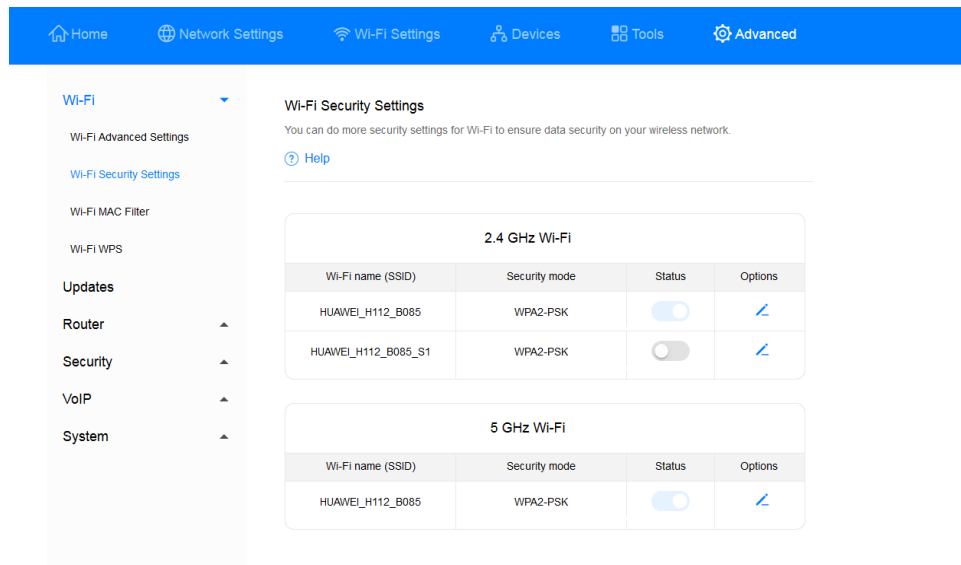 Home Network Settings Wi-Fi Settings Devices Tools Advanced
Wi-Fi
Wi-Fi Advanced Settings
Wi-Fi Security Settings
Wi-Fi MAC Filter
Wi-Fi WPS
Updates
Router
Security
VoIP
System
Wi-Fi Security Settings
You can do more security settings for Wi-Fi to ensure data security on your wireless network.
? Help
2.4 GHz Wi-Fi
Wi-Fi name (SSID) Security mode Status Options
HUAWEI_H112_B085 WPA2-PSK
HUAWEI_H112_B085_S1 WPA2-PSK
5 GHz Wi-Fi
Wi-Fi name (SSID) Security mode Status Options
HUAWEI_H112_B085 WPA2-PSK